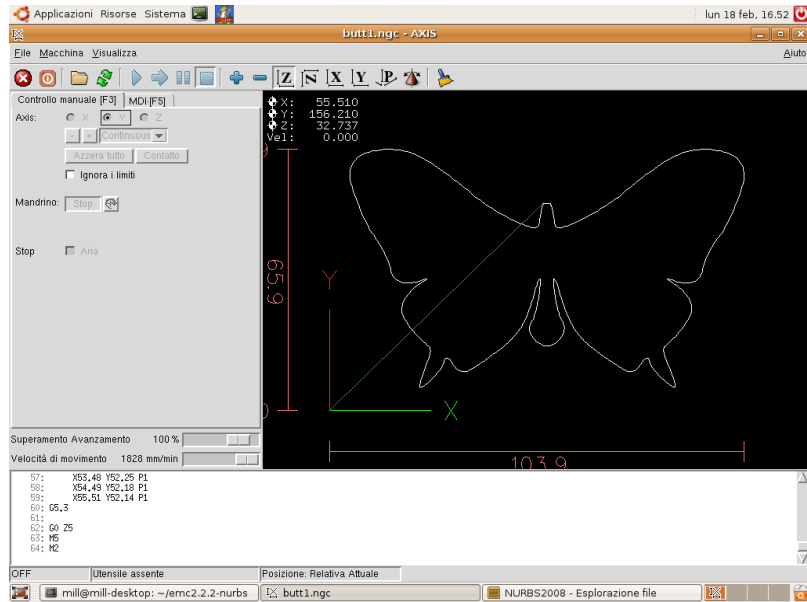 Applicazioni Risorse Sistema
lun 18 feb, 16.52
butt1.ngc - AXIS
File Macchina Visualizza
Aiuto
Z N X Y P
Controllo manuale [F3] MDI [F5]
Axis: X Y Z
- + Continuous
Azzera tutto Contatto
Ignora i limiti
Mandrino: Stop
Stop Aria
X: 55.510
Y: 156.210
Z: 32.737
Vel: 0.000
65.9
Y
X
103.9
Superamento Avanzamento 100 %
Velocità di movimento 1828 mm/min
57: X53.48 Y52.25 P1
58: X54.49 Y52.18 P1
59: X55.51 Y52.14 P1
60: G5.3
61:
62: G0 Z5
63: M5
64: M2
OFF Utensile assente Posizione: Relativa Attuale
mill@mill-desktop: ~/emc2.2.2-nurbs butt1.ngc NURBS2008 - Esplorazione file